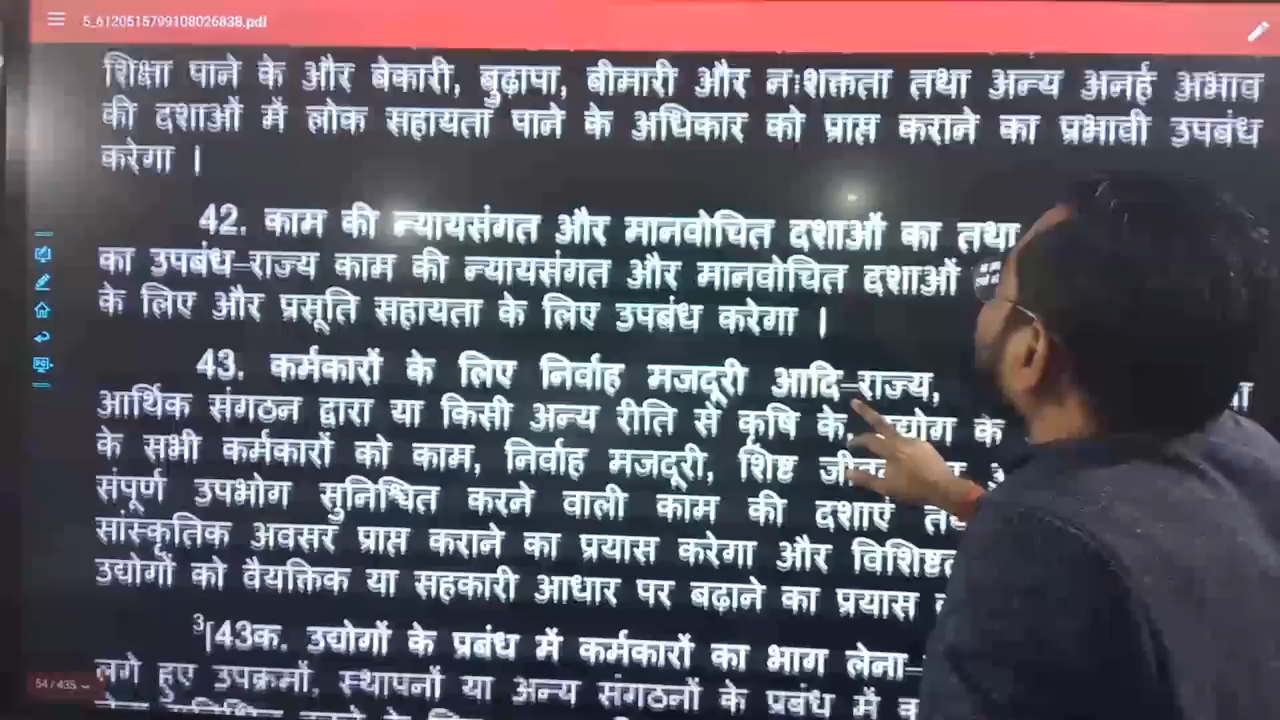 5_6120515799108026838.pdf
शिक्षा पाने के और बेकारी, बुढ़ापा, बीमारी और नःशक्तता तथा अन्य अनर्ह अभाव
की दशाओं में लोक सहायता पाने के अधिकार को प्राप्त कराने का प्रभावी उपबंध
करेगा ।
42. काम की न्यायसंगत और मानवोचित दशाओं का तथा
का उपबंध–राज्य काम की न्यायसंगत और मानवोचित दशाओं
के लिए और प्रसूति सहायता के लिए उपबंध करेगा ।
43. कर्मकारों के लिए निर्वाह मजदूरी आदि–राज्य,
आर्थिक संगठन द्वारा या किसी अन्य रीति से कृषि के, के
के सभी कर्मकारों को काम, निर्वाह मजदूरी, शिष्ट
संपूर्ण उपभोग सुनिश्चित करने वाली काम की दशाएं
सांस्कृतिक अवसर प्राप्त कराने का प्रयास करेगा और
उद्योगों को वैयक्तिक या सहकारी आधार पर बढ़ाने का प्रयास
3[43क. उद्योगों के प्रबंध में कर्मकारों का भाग लेना–
लगे हुए उपक्रमों, स्थापनों या अन्य संगठनों के प्रबंध में
54 / 435